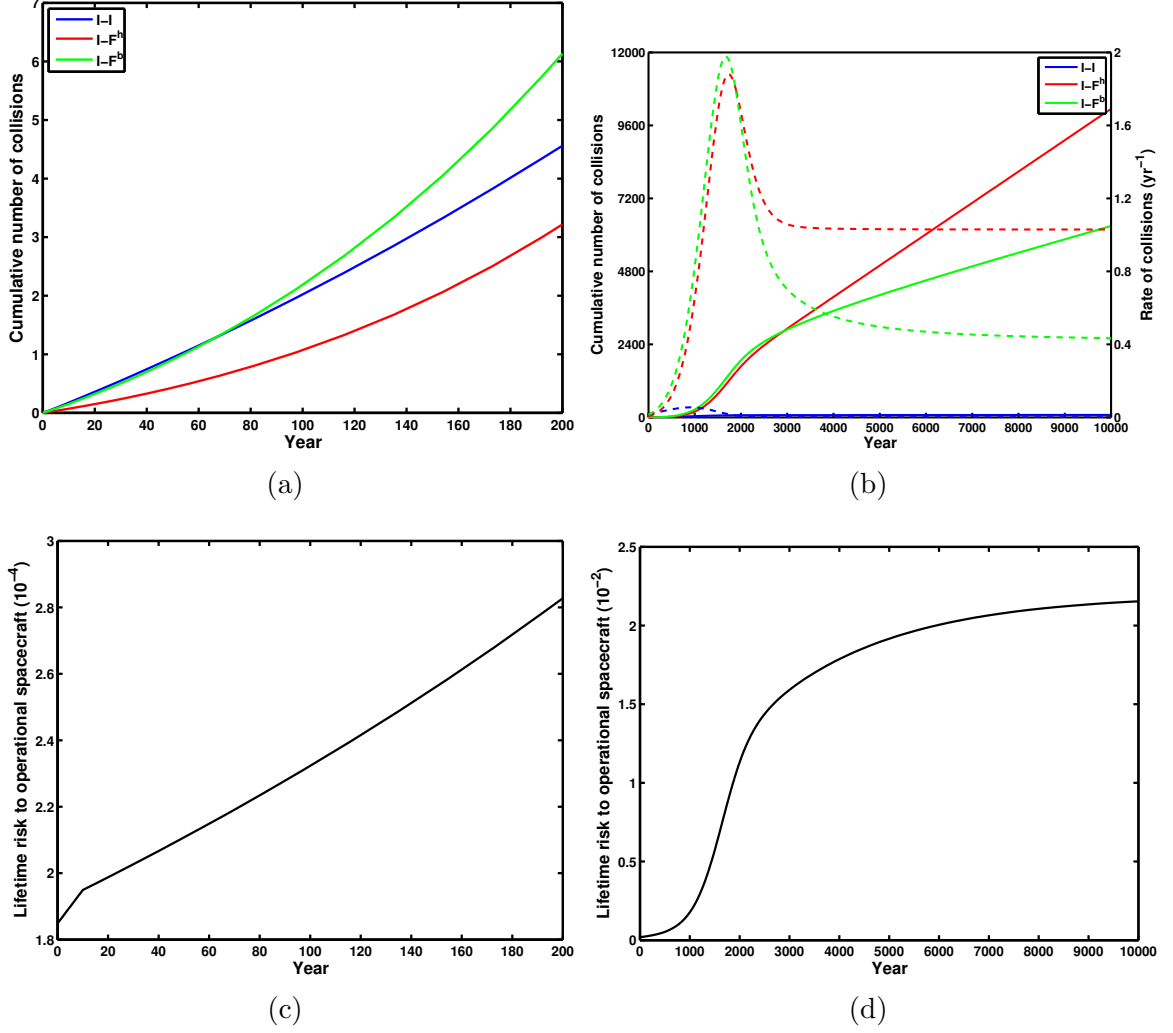 7
6
5
4
3
2
1
0
Cumulative number of collisions
I−I
I−Fʰ
I−Fᵇ
0 20 40 60 80 100 120 140 160 180 200
Year
(a)
12000
9600
7200
4800
2400
0
Cumulative number of collisions
I−I
I−Fʰ
I−Fᵇ
2
1.6
1.2
0.8
0.4
0
Rate of collisions (yr⁻¹)
0 1000 2000 3000 4000 5000 6000 7000 8000 9000 10000
Year
(b)
3
2.8
2.6
2.4
2.2
2
1.8
Lifetime risk to operational spacecraft (10⁻⁴)
0 20 40 60 80 100 120 140 160 180 200
Year
(c)
2.5
2
1.5
1
0.5
0
Lifetime risk to operational spacecraft (10⁻²)
0 1000 2000 3000 4000 5000 6000 7000 8000 9000 10000
Year
(d)